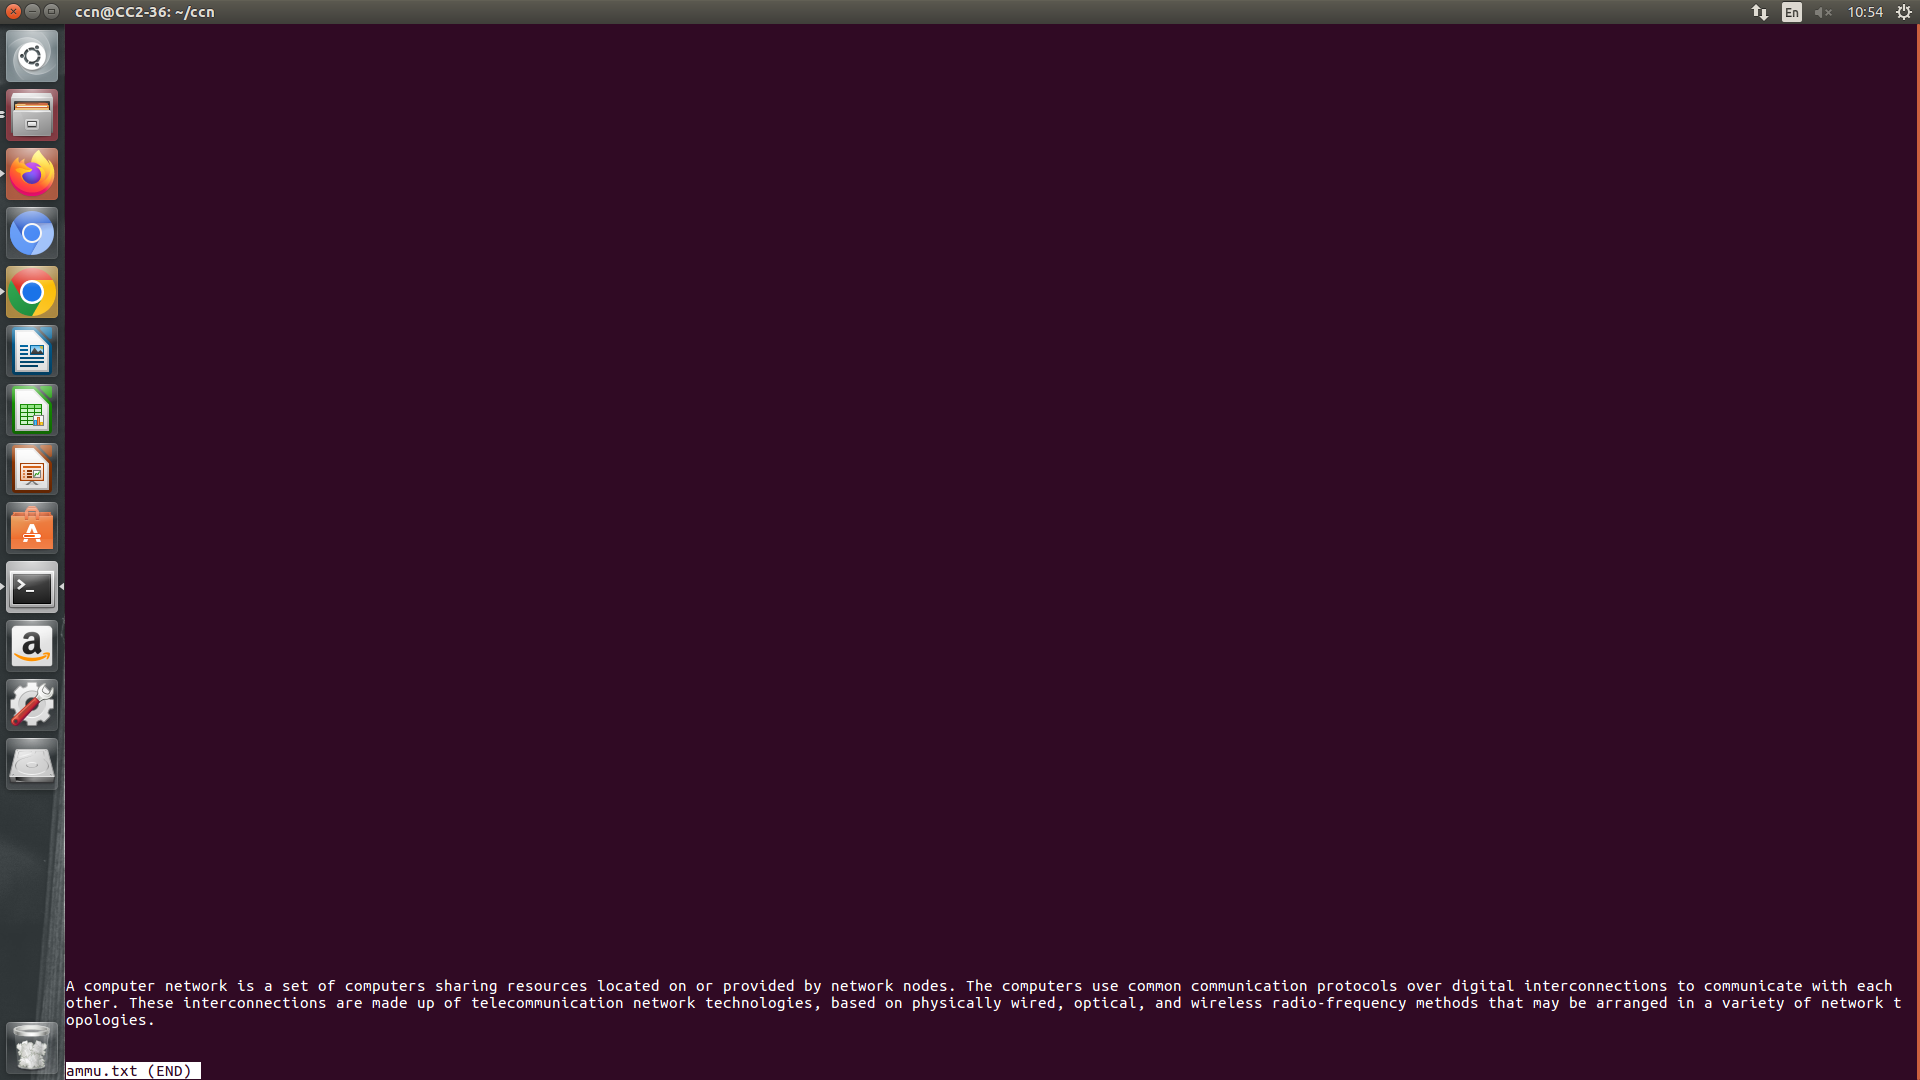 ccn@CC2-36: ~/ccn
En
10:54
A computer network is a set of computers sharing resources located on or provided by network nodes. The computers use common communication protocols over digital interconnections to communicate with each
other. These interconnections are made up of telecommunication network technologies, based on physically wired, optical, and wireless radio-frequency methods that may be arranged in a variety of network t
opologies.
ammu.txt (END)